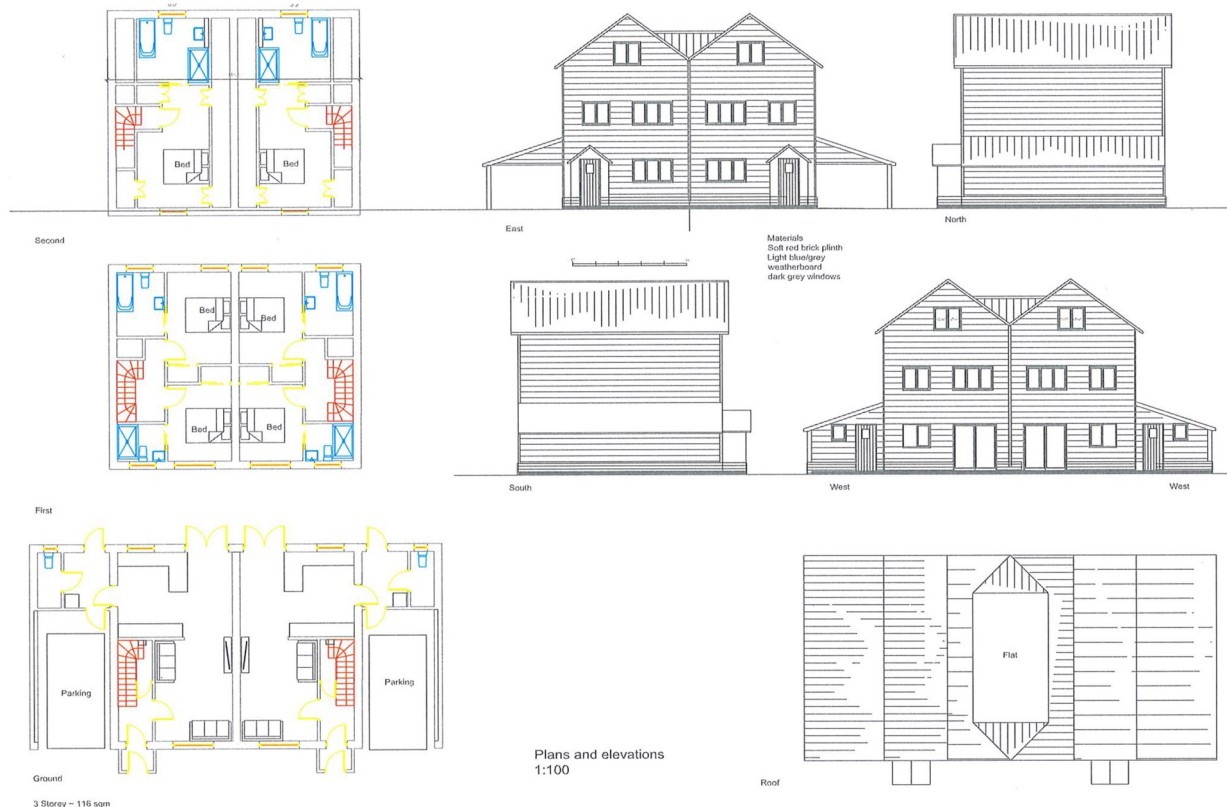 Bed
Bed
Second
East
North
Materials
Soft red brick plinth
Light blue/grey
weatherboard
dark grey windows
Bed
Bed
Bed
Bed
First
South
West
West
Parking
Parking
Flat
Ground
Plans and elevations
1:100
Roof
3 Storey ~ 116 sqm